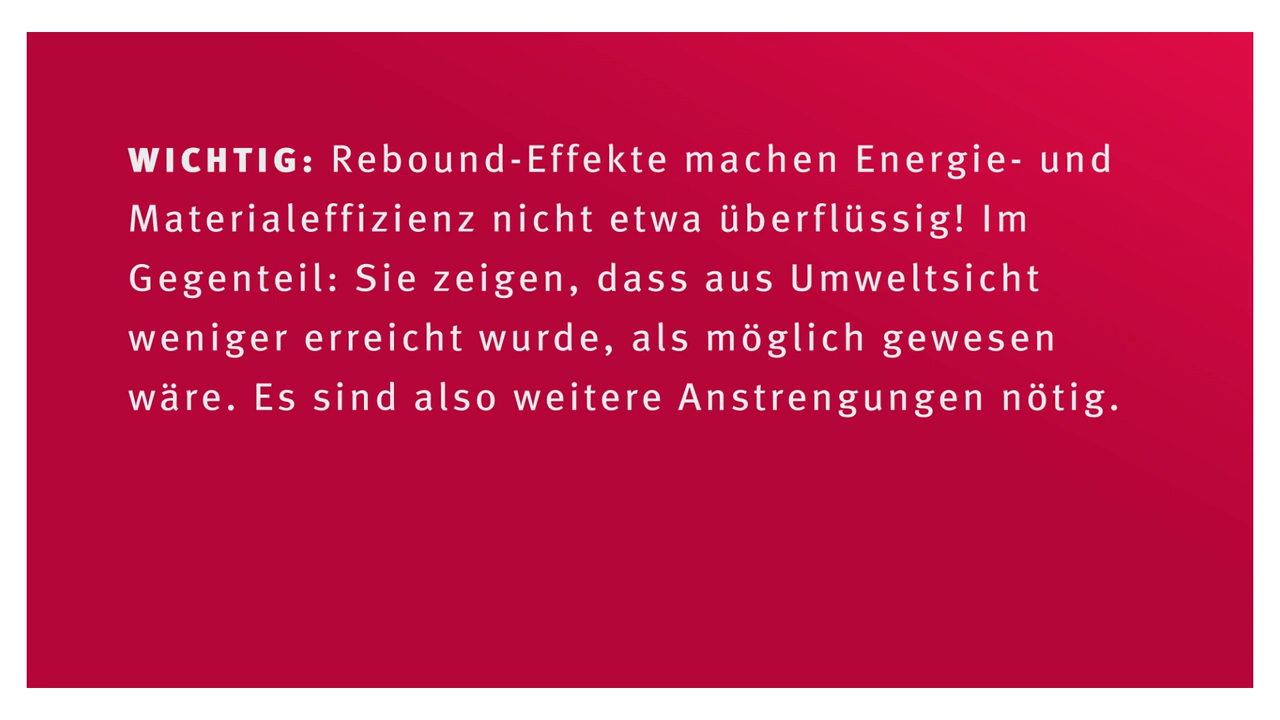 WICHTIG: Rebound-Effekte machen Energie- und
Materialeffizienz nicht etwa überflüssig! Im
Gegenteil: Sie zeigen, dass aus Umweltsicht
weniger erreicht wurde, als möglich gewesen
wäre. Es sind also weitere Anstrengungen nötig.